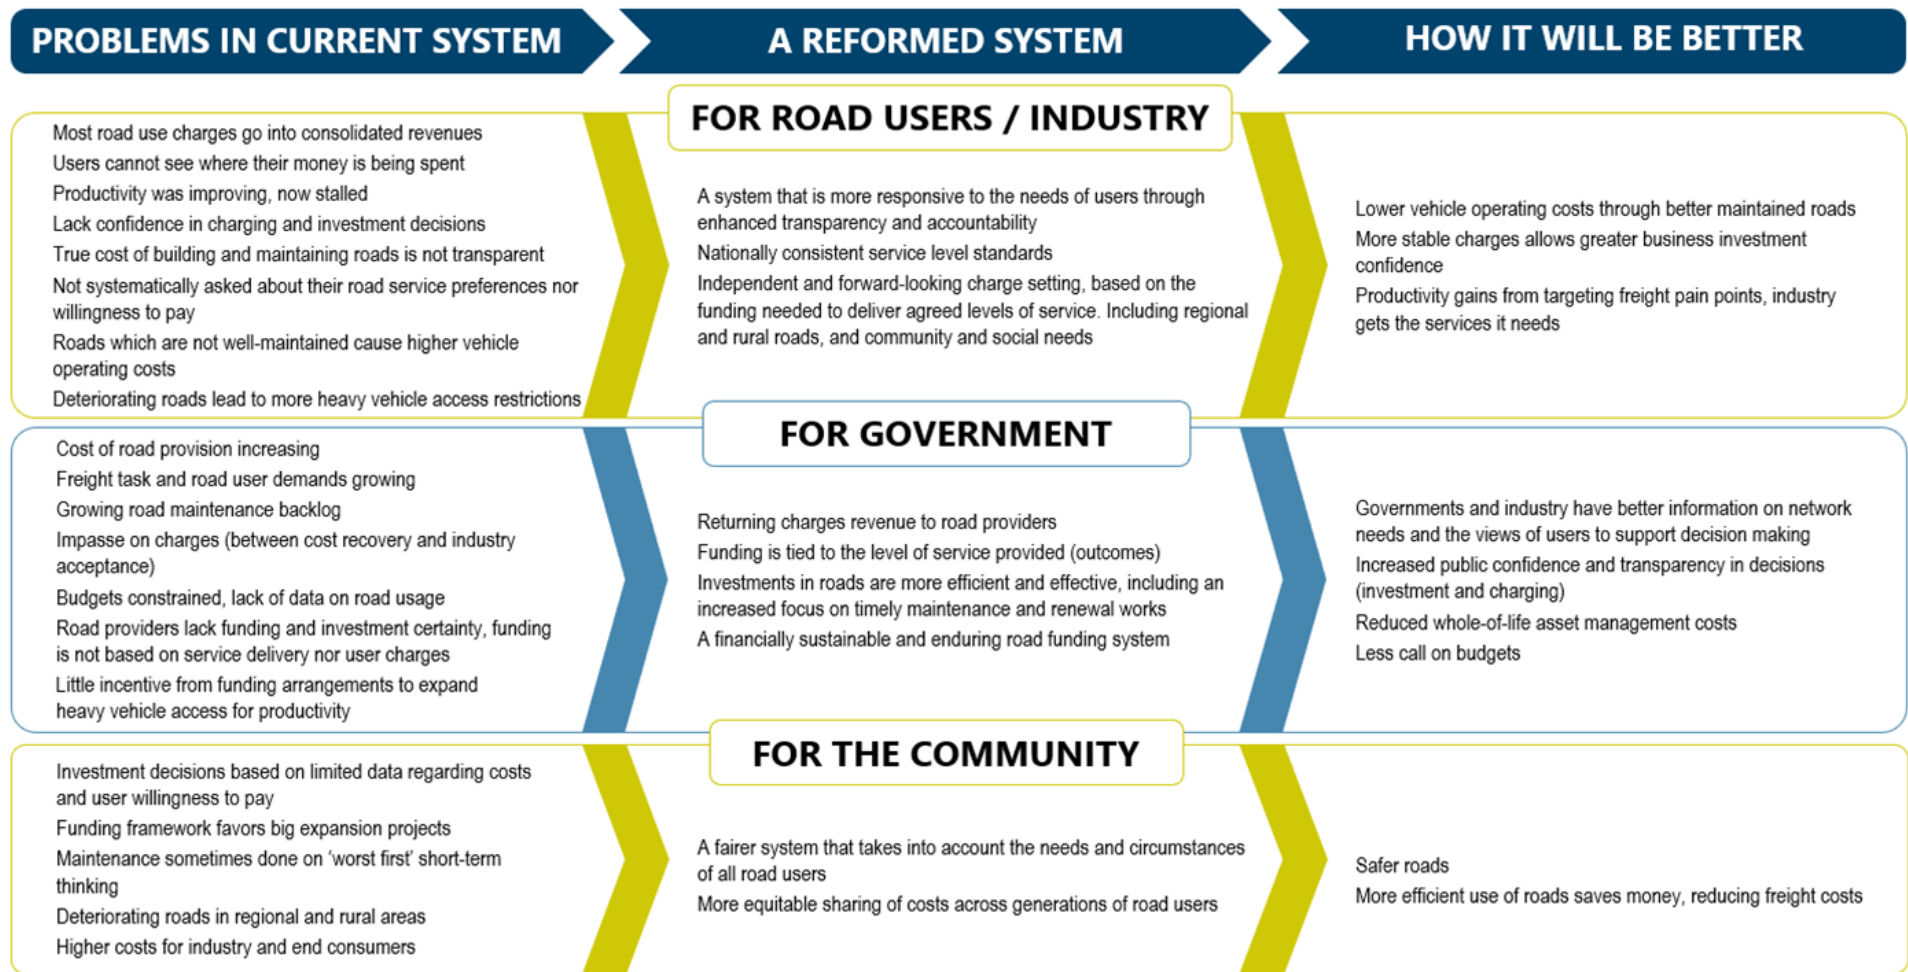 PROBLEMS IN CURRENT SYSTEM
A REFORMED SYSTEM
HOW IT WILL BE BETTER
FOR ROAD USERS / INDUSTRY
Most road use charges go into consolidated revenues
Users cannot see where their money is being spent
Productivity was improving, now stalled
Lack confidence in charging and investment decisions
True cost of building and maintaining roads is not transparent
Not systematically asked about their road service preferences nor
willingness to pay
Roads which are not well-maintained cause higher vehicle
operating costs
Deteriorating roads lead to more heavy vehicle access restrictions
A system that is more responsive to the needs of users through
enhanced transparency and accountability
Nationally consistent service level standards
Independent and forward-looking charge setting, based on the
funding needed to deliver agreed levels of service. Including regional
and rural roads, and community and social needs
Lower vehicle operating costs through better maintained roads
More stable charges allows greater business investment
confidence
Productivity gains from targeting freight pain points, industry
gets the services it needs
FOR GOVERNMENT
Cost of road provision increasing
Freight task and road user demands growing
Growing road maintenance backlog
Impasse on charges (between cost recovery and industry
acceptance)
Budgets constrained, lack of data on road usage
Road providers lack funding and investment certainty, funding
is not based on service delivery nor user charges
Little incentive from funding arrangements to expand
heavy vehicle access for productivity
Returning charges revenue to road providers
Funding is tied to the level of service provided (outcomes)
Investments in roads are more efficient and effective, including an
increased focus on timely maintenance and renewal works
A financially sustainable and enduring road funding system
Governments and industry have better information on network
needs and the views of users to support decision making
Increased public confidence and transparency in decisions
(investment and charging)
Reduced whole-of-life asset management costs
Less call on budgets
FOR THE COMMUNITY
Investment decisions based on limited data regarding costs
and user willingness to pay
Funding framework favors big expansion projects
Maintenance sometimes done on ‘worst first’ short-term
thinking
Deteriorating roads in regional and rural areas
Higher costs for industry and end consumers
A fairer system that takes into account the needs and circumstances
of all road users
More equitable sharing of costs across generations of road users
Safer roads
More efficient use of roads saves money, reducing freight costs